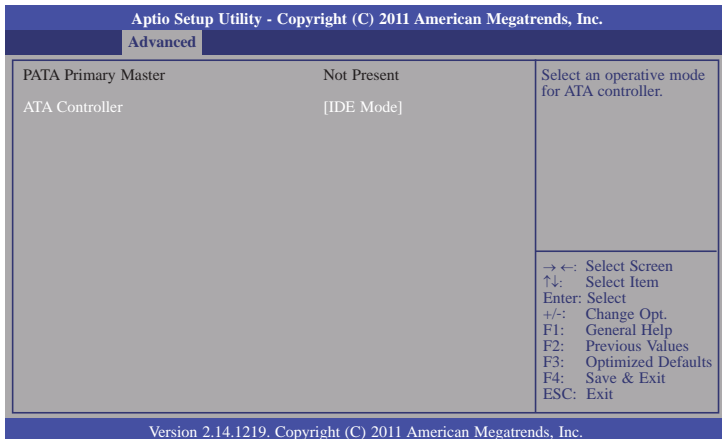 Aptio Setup Utility - Copyright (C) 2011 American Megatrends, Inc.
Advanced
PATA Primary Master Not Present
ATA Controller [IDE Mode]
Select an operative mode
for ATA controller.
→ ←: Select Screen
↑↓: Select Item
Enter: Select
+/-: Change Opt.
F1: General Help
F2: Previous Values
F3: Optimized Defaults
F4: Save & Exit
ESC: Exit
Version 2.14.1219. Copyright (C) 2011 American Megatrends, Inc.